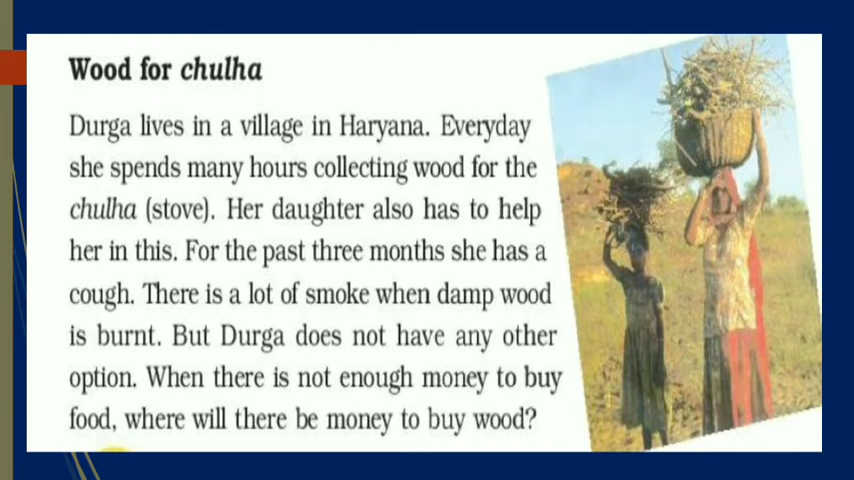 Wood for chulha
Durga lives in a village in Haryana. Everyday
she spends many hours collecting wood for the
chulha (stove). Her daughter also has to help
her in this. For the past three months she has a
cough. There is a lot of smoke when damp wood
is burnt. But Durga does not have any other
option. When there is not enough money to buy
food, where will there be money to buy wood?